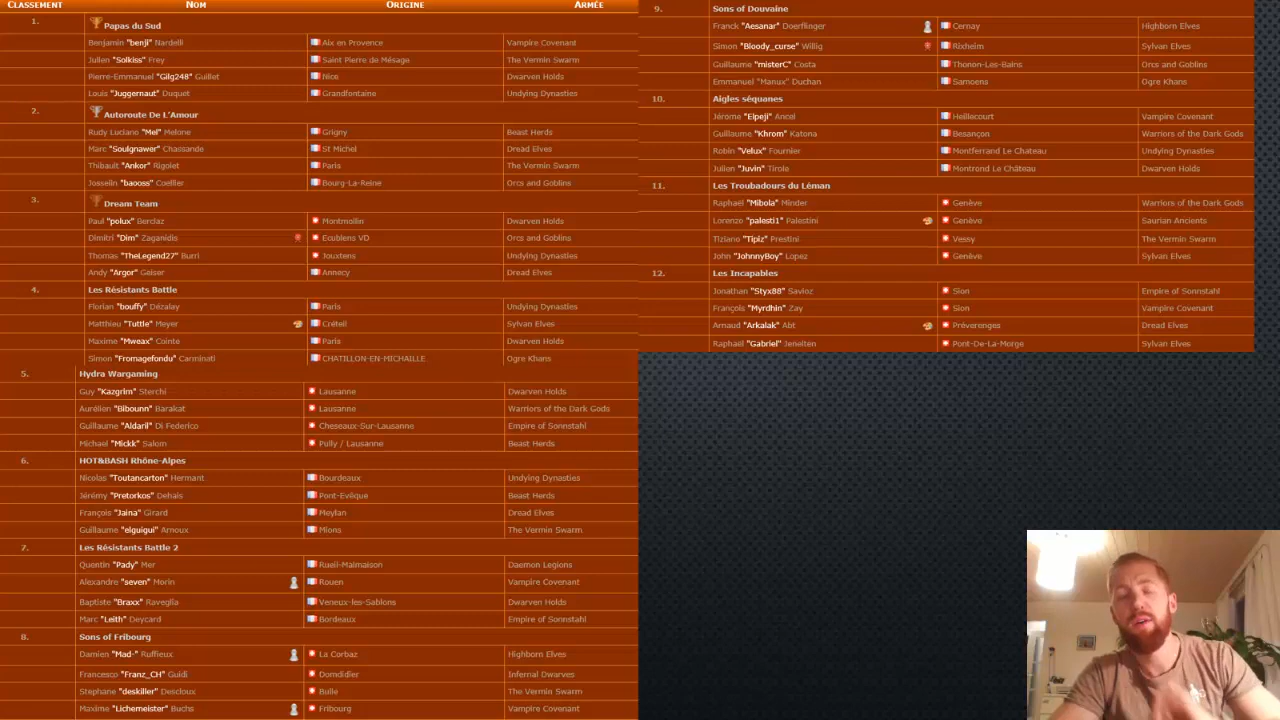 Classement Nom Origine Armée
1. Papas du Sud
Benjamin "benji" Nardelli Aix en Provence Vampire Covenant
Julien "Solkiss" Frey Saint Pierre de Mésage The Vermin Swarm
Pierre-Emmanuel "Gilg248" Guillet Nice Dwarven Holds
Louis "Juggernaut" Duquet Grandfontaine Undying Dynasties
2. Autoroute De L'Amour
Rudy Luciano "Mel" Melone Grigny Beast Herds
Marc "Soulgnawer" Chassande St Michel Dread Elves
Thibault "Ankor" Rigolet Paris The Vermin Swarm
Josselin "baooss" Coellier Bourg-La-Reine Orcs and Goblins
3. Dream Team
Paul "polux" Berclaz Montmollin Dwarven Holds
Dimitri "Dim" Zaganidis Ecublens VD Orcs and Goblins
Thomas "TheLegend27" Burri Jouxtens Undying Dynasties
Andy "Argor" Geiser Annecy Dread Elves
4. Les Résistants Battle
Florian "bouffy" Dézalay Paris Undying Dynasties
Matthieu "Tuttle" Meyer Créteil Sylvan Elves
Maxime "Mweax" Cointe Paris Dwarven Holds
Simon "Fromagefondu" Carminati CHATILLON-EN-MICHAILLE Ogre Khans
5. Hydra Wargaming
Guy "Kazgrim" Sterchi Lausanne Dwarven Holds
Aurélien "Bibounn" Barakat Lausanne Warriors of the Dark Gods
Guillaume "Aldaril" Di Federico Cheseaux-Sur-Lausanne Empire of Sonnstahl
Michael "Mickk" Salom Pully / Lausanne Beast Herds
6. HOT&BASH Rhône-Alpes
Nicolas "Toutancarton" Hermant Bourdeaux Undying Dynasties
Jérémy "Pretorkos" Dehais Pont-Evêque Beast Herds
François "Jaina" Girard Meylan Dread Elves
Guillaume "elguigui" Arnoux Mions The Vermin Swarm
7. Les Résistants Battle 2
Quentin "Pady" Mer Rueil-Malmaison Daemon Legions
Alexandre "seven" Morin Rouen Vampire Covenant
Baptiste "Braxx" Raveglia Veneux-les-Sablons Dwarven Holds
Marc "Leith" Deycard Bordeaux Empire of Sonnstahl
8. Sons of Fribourg
Damien "Mad-" Ruffieux La Corbaz Highborn Elves
Francesco "Franz_CH" Guidi Domdidier Infernal Dwarves
Stephane "deskiller" Descloux Bulle The Vermin Swarm
Maxime "Lichemeister" Buchs Fribourg Vampire Covenant
9. Sons of Douvaine
Franck "Aesanar" Doerflinger Cernay Highborn Elves
Simon "Bloody_curse" Willig Rixheim Sylvan Elves
Guillaume "misterC" Costa Thonon-Les-Bains Orcs and Goblins
Emmanuel "Manux" Duchan Samoens Ogre Khans
10. Aigles séquanes
Jérome "Elpeji" Ancel Heillecourt Vampire Covenant
Guillaume "Khrom" Katona Besançon Warriors of the Dark Gods
Robin "Velux" Fournier Montferrand Le Chateau Undying Dynasties
Julien "Juvin" Tirole Montrond Le Château Dwarven Holds
11. Les Troubadours du Léman
Raphaël "Mibola" Minder Genève Warriors of the Dark Gods
Lorenzo "palesti1" Palestini Genève Saurian Ancients
Tiziano "Tipiz" Prestini Vessy The Vermin Swarm
John "JohnnyBoy" Lopez Genève Sylvan Elves
12. Les Incapables
Jonathan "Styx88" Savioz Sion Empire of Sonnstahl
François "Myrdhin" Zay Sion Vampire Covenant
Arnaud "Arkalak" Abt Préverenges Dread Elves
Raphaël "Gabriel" Jenelten Pont-De-La-Morge Sylvan Elves